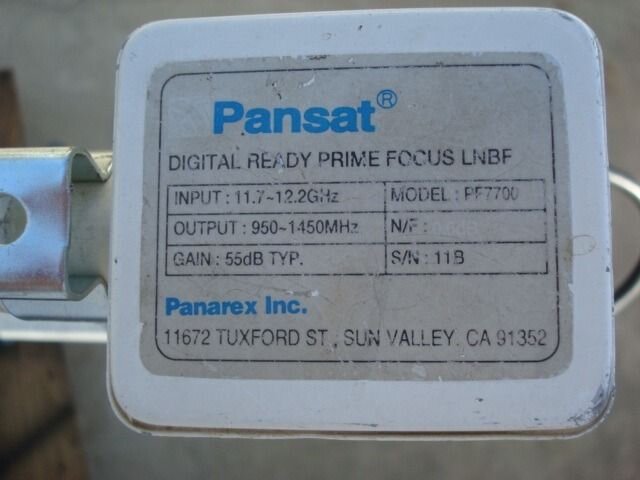 Pansat®
DIGITAL READY PRIME FOCUS LNBF
INPUT : 11.7~12.2GHz MODEL : PF7700
OUTPUT : 950~1450MHz N/F :
GAIN : 55dB TYP. S/N : 11B
Panarex Inc.
11672 TUXFORD ST , SUN VALLEY. CA 91352